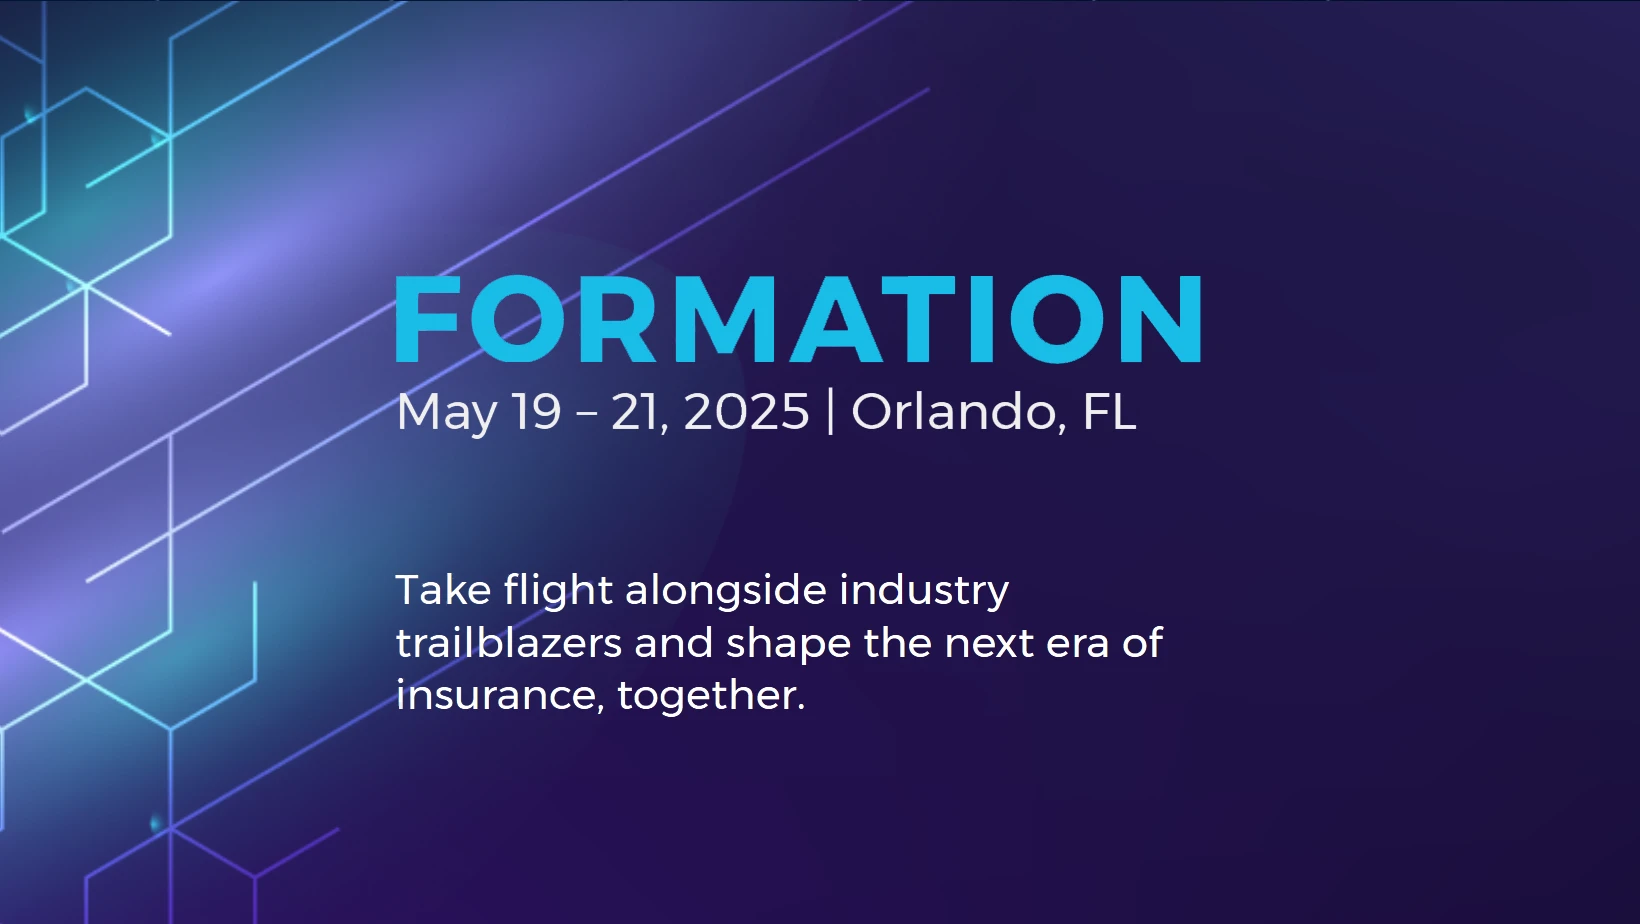 FORMATION
May 19 – 21, 2025 | Orlando, FL
Take flight alongside industry
trailblazers and shape the next era of
insurance, together.